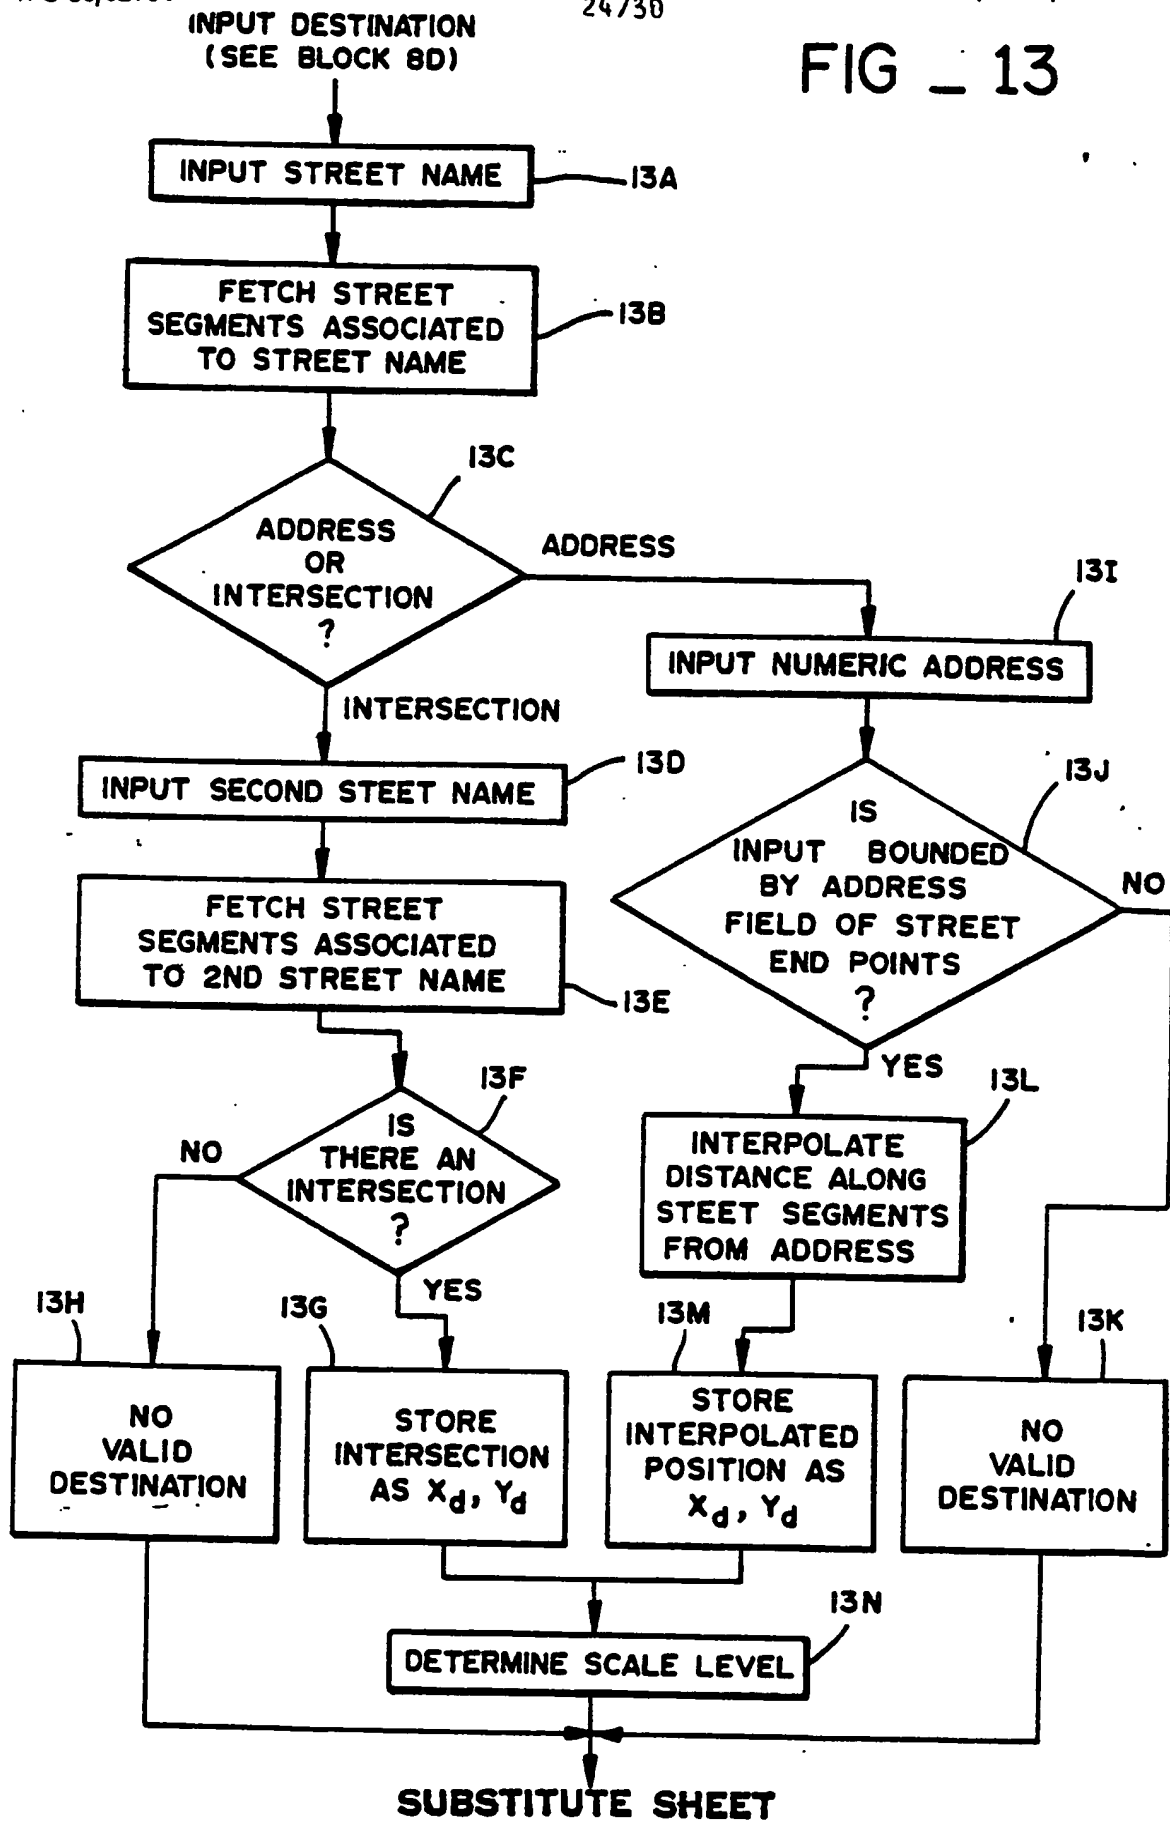 24/30
INPUT DESTINATION
(SEE BLOCK 8D)
FIG _ 13
INPUT STREET NAME
13A
FETCH STREET
SEGMENTS ASSOCIATED
TO STREET NAME
13B
13C
ADDRESS
OR
INTERSECTION
?
ADDRESS
INTERSECTION
13I
INPUT NUMERIC ADDRESS
13D
INPUT SECOND STEET NAME
13J
IS
INPUT BOUNDED
BY ADDRESS
FIELD OF STREET
END POINTS
?
NO
YES
FETCH STREET
SEGMENTS ASSOCIATED
TO 2ND STREET NAME
13E
13F
IS
THERE AN
INTERSECTION
?
NO
YES
13L
INTERPOLATE
DISTANCE ALONG
STEET SEGMENTS
FROM ADDRESS
13H
NO
VALID
DESTINATION
13G
STORE
INTERSECTION
AS Xd, Yd
13M
STORE
INTERPOLATED
POSITION AS
Xd, Yd
13K
NO
VALID
DESTINATION
13N
DETERMINE SCALE LEVEL
SUBSTITUTE SHEET